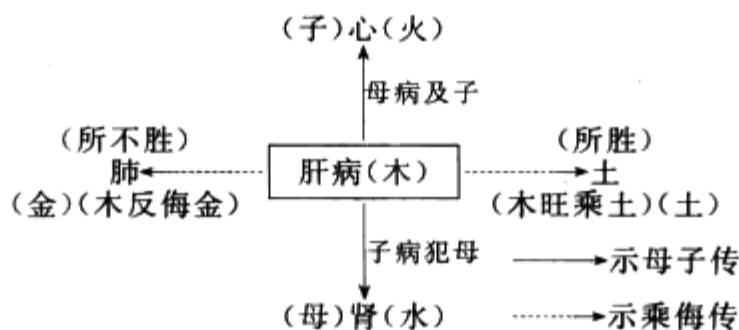 (子)心(火)
母病及子
(所不胜) (所胜)
肺 肝病(木) 土
(金)(木反侮金) (木旺乘土)(土)
子病犯母 示母子传
(母)肾(水) 示乘侮传